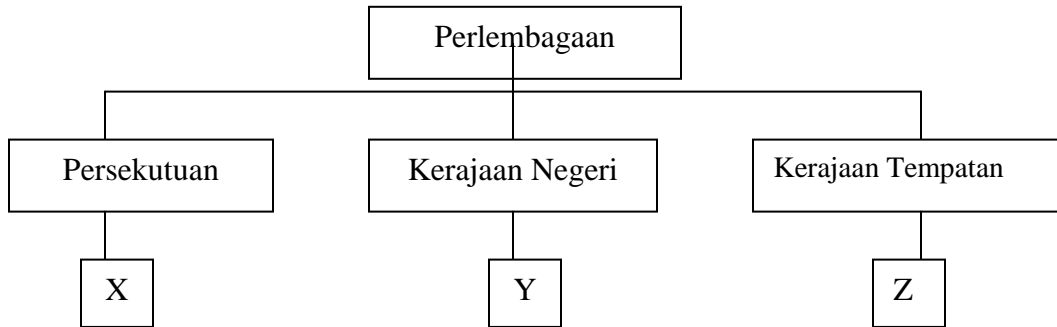 Perlembagaan
Persekutuan
Kerajaan Negeri
Kerajaan Tempatan
X
Y
Z